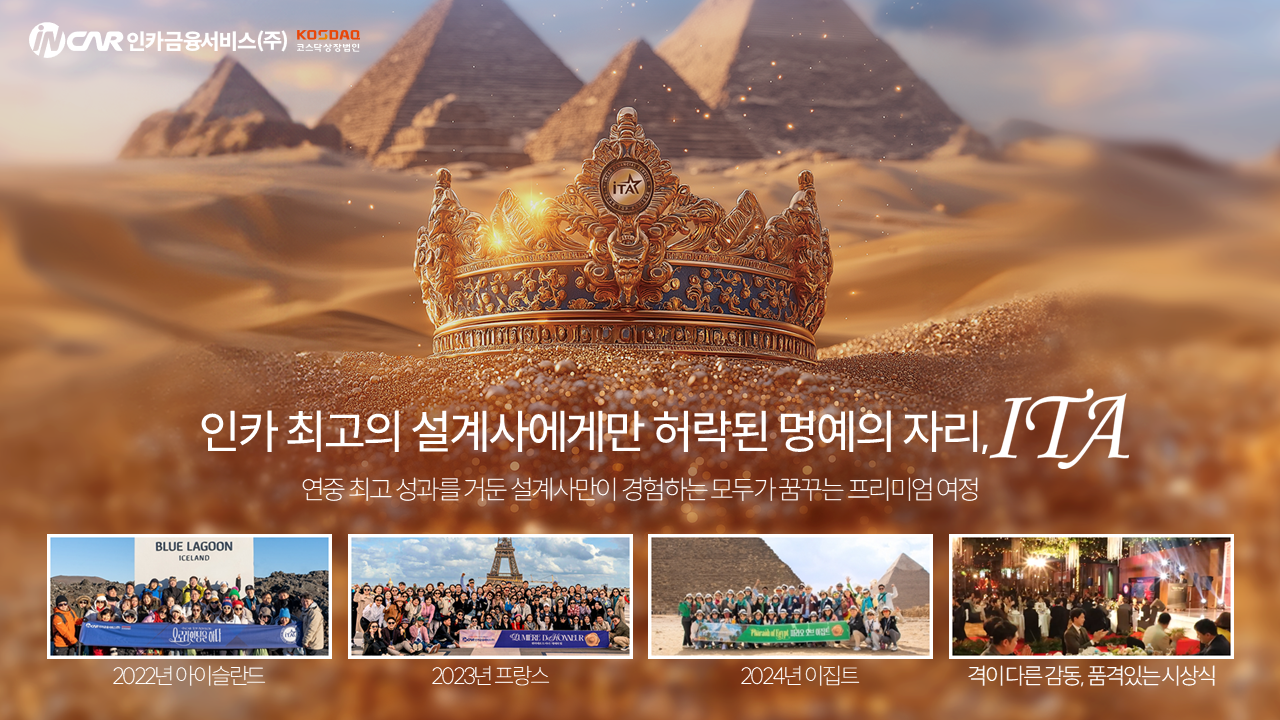 iNCAR 인카금융서비스(주) KOSDAQ
코스닥상장법인
iTA
인카 최고의 설계사에게만 허락된 명예의 자리, ITA
연중 최고 성과를 거둔 설계사만이 경험하는 모두가 꿈꾸는 프리미엄 여정
BLUE LAGOON
ICELAND
Pharaoh of Egypt
2022년 아이슬란드
2023년 프랑스
2024년 이집트
격이 다른 감동, 품격있는 시상식